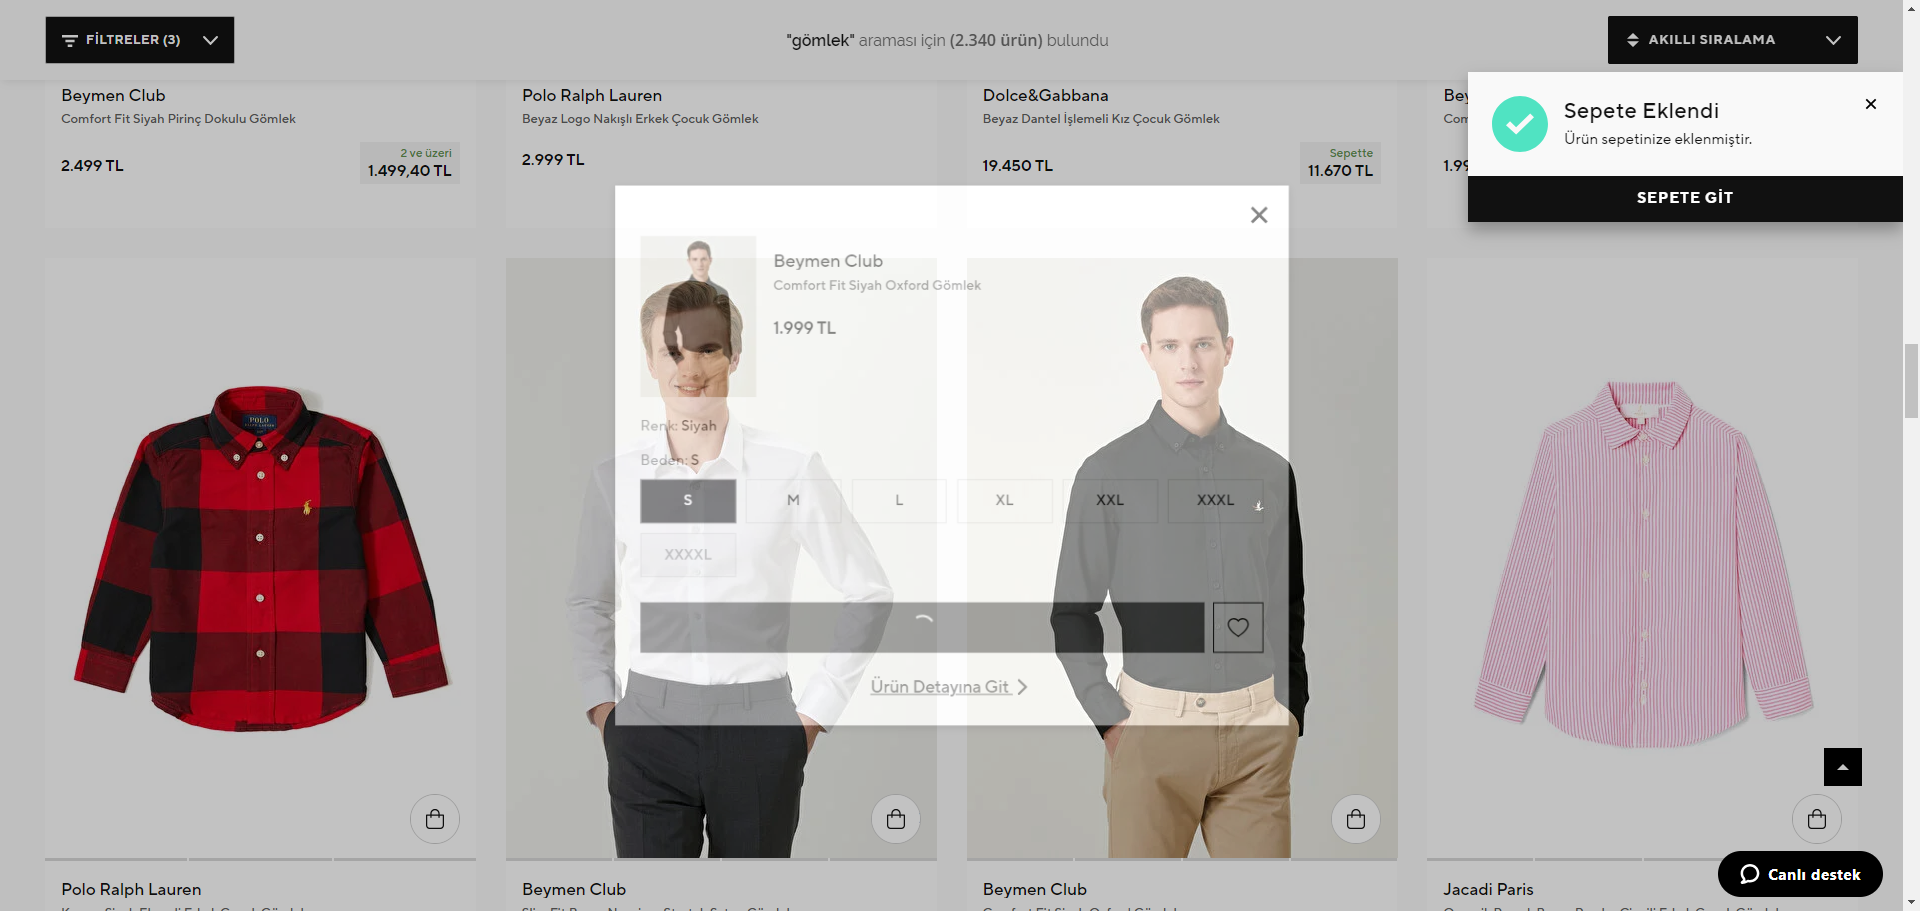 FİLTRELER (3)
"gömlek" araması için (2.340 ürün) bulundu
AKILLI SIRALAMA
Beymen Club
Comfort Fit Siyah Pirinç Dokulu Gömlek
2.499 TL
2 ve üzeri
1.499,40 TL
Polo Ralph Lauren
Beyaz Logo Nakışlı Erkek Çocuk Gömlek
2.999 TL
Dolce&Gabbana
Beyaz Dantel İşlemeli Kız Çocuk Gömlek
19.450 TL
Sepette
11.670 TL
Sepete Eklendi
Ürün sepetinize eklenmiştir.
SEPETE GİT
Beymen Club
Comfort Fit Siyah Oxford Gömlek
1.999 TL
Renk: Siyah
Beden: S
S
M
L
XL
XXL
XXXL
XXXXL
Ürün Detayına Git
POLO
Polo Ralph Lauren
Beymen Club
Beymen Club
Jacadi Paris
Canlı destek